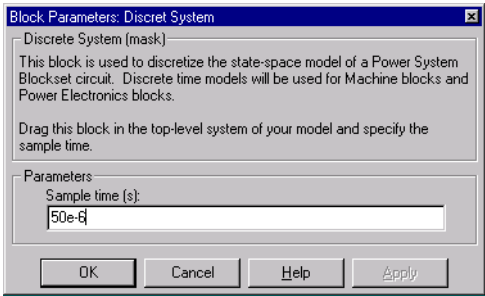 Block Parameters: Discret System
Discrete System (mask)
This block is used to discretize the state-space model of a Power System
Blockset circuit.  Discrete time models will be used for Machine blocks and
Power Electronics blocks.
Drag this block in the top-level system of your model and specify the
sample time.
Parameters
Sample time (s):
50e-6
OK Cancel Help Apply